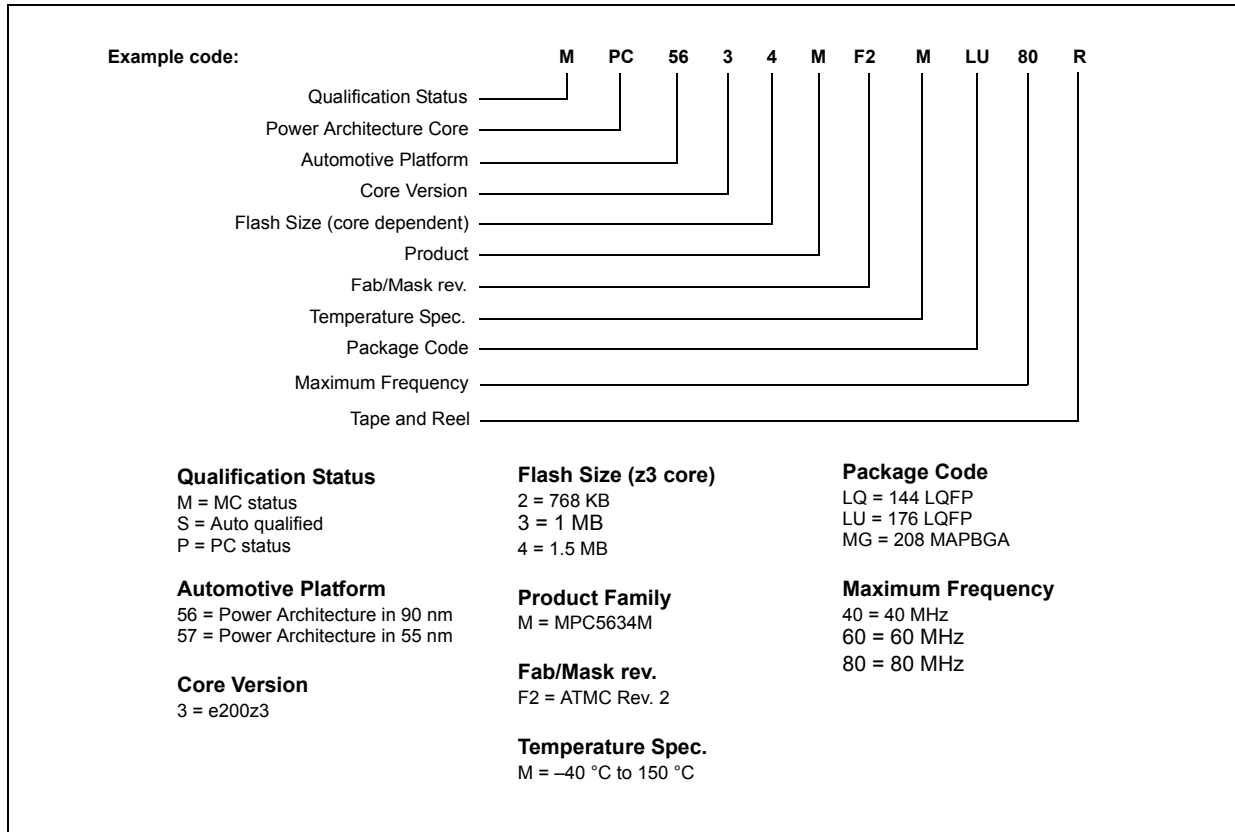 Example code: M PC 56 3 4 M F2 M LU 80 R
Qualification Status
Power Architecture Core
Automotive Platform
Core Version
Flash Size (core dependent)
Product
Fab/Mask rev.
Temperature Spec.
Package Code
Maximum Frequency
Tape and Reel
Qualification Status
M = MC status
S = Auto qualified
P = PC status
Automotive Platform
56 = Power Architecture in 90 nm
57 = Power Architecture in 55 nm
Core Version
3 = e200z3
Flash Size (z3 core)
2 = 768 KB
3 = 1 MB
4 = 1.5 MB
Product Family
M = MPC5634M
Fab/Mask rev.
F2 = ATMC Rev. 2
Temperature Spec.
M = –40 °C to 150 °C
Package Code
LQ = 144 LQFP
LU = 176 LQFP
MG = 208 MAPBGA
Maximum Frequency
40 = 40 MHz
60 = 60 MHz
80 = 80 MHz